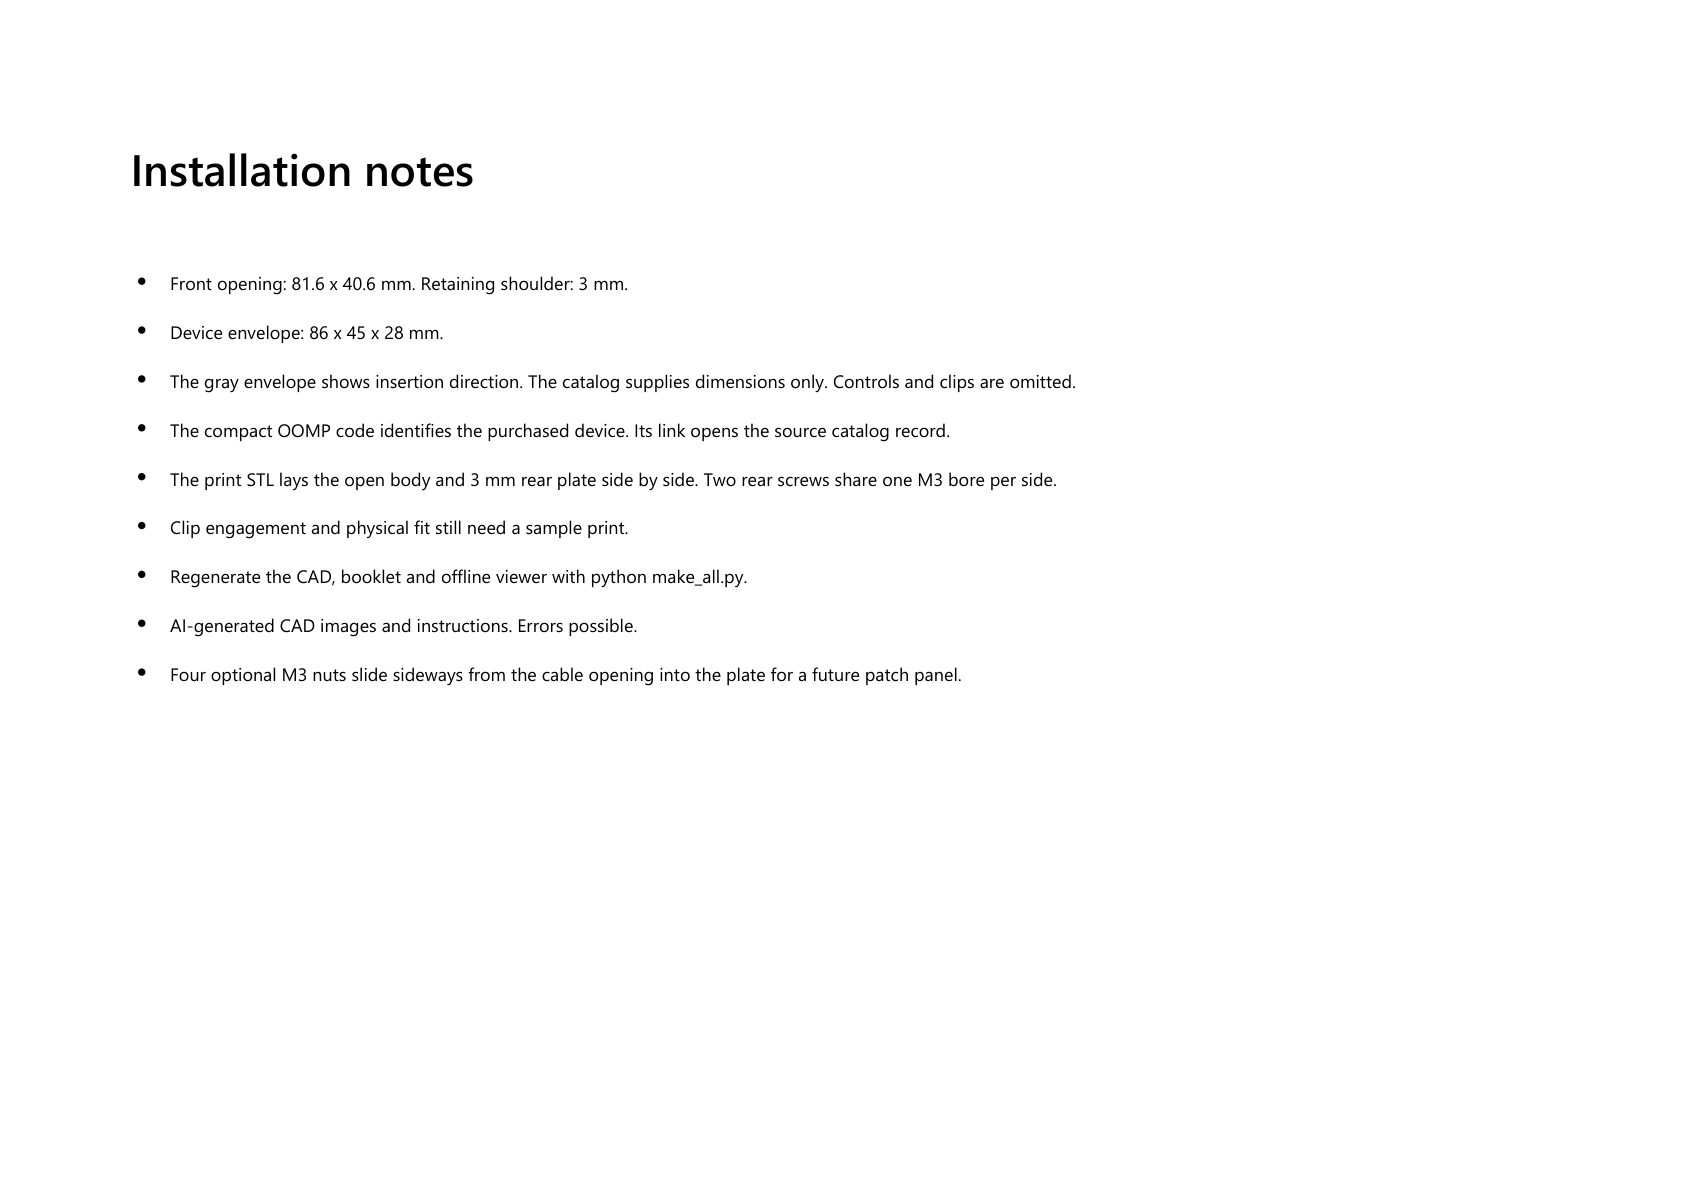 Installation notes
• Front opening: 81.6 x 40.6 mm. Retaining shoulder: 3 mm.
• Device envelope: 86 x 45 x 28 mm.
• The gray envelope shows insertion direction. The catalog supplies dimensions only. Controls and clips are omitted.
• The compact OOMP code identifies the purchased device. Its link opens the source catalog record.
• The print STL lays the open body and 3 mm rear plate side by side. Two rear screws share one M3 bore per side.
• Clip engagement and physical fit still need a sample print.
• Regenerate the CAD, booklet and offline viewer with python make_all.py.
• AI-generated CAD images and instructions. Errors possible.
• Four optional M3 nuts slide sideways from the cable opening into the plate for a future patch panel.